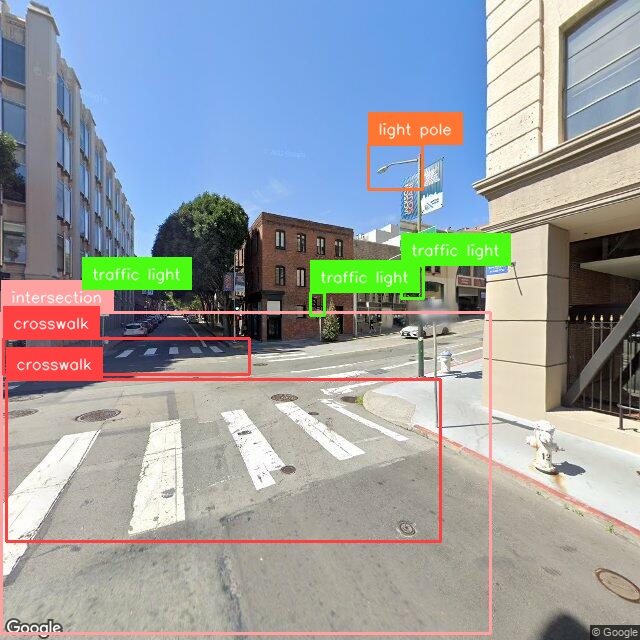 light pole
traffic light
traffic light
traffic light
intersection
crosswalk
crosswalk
Google
© Google